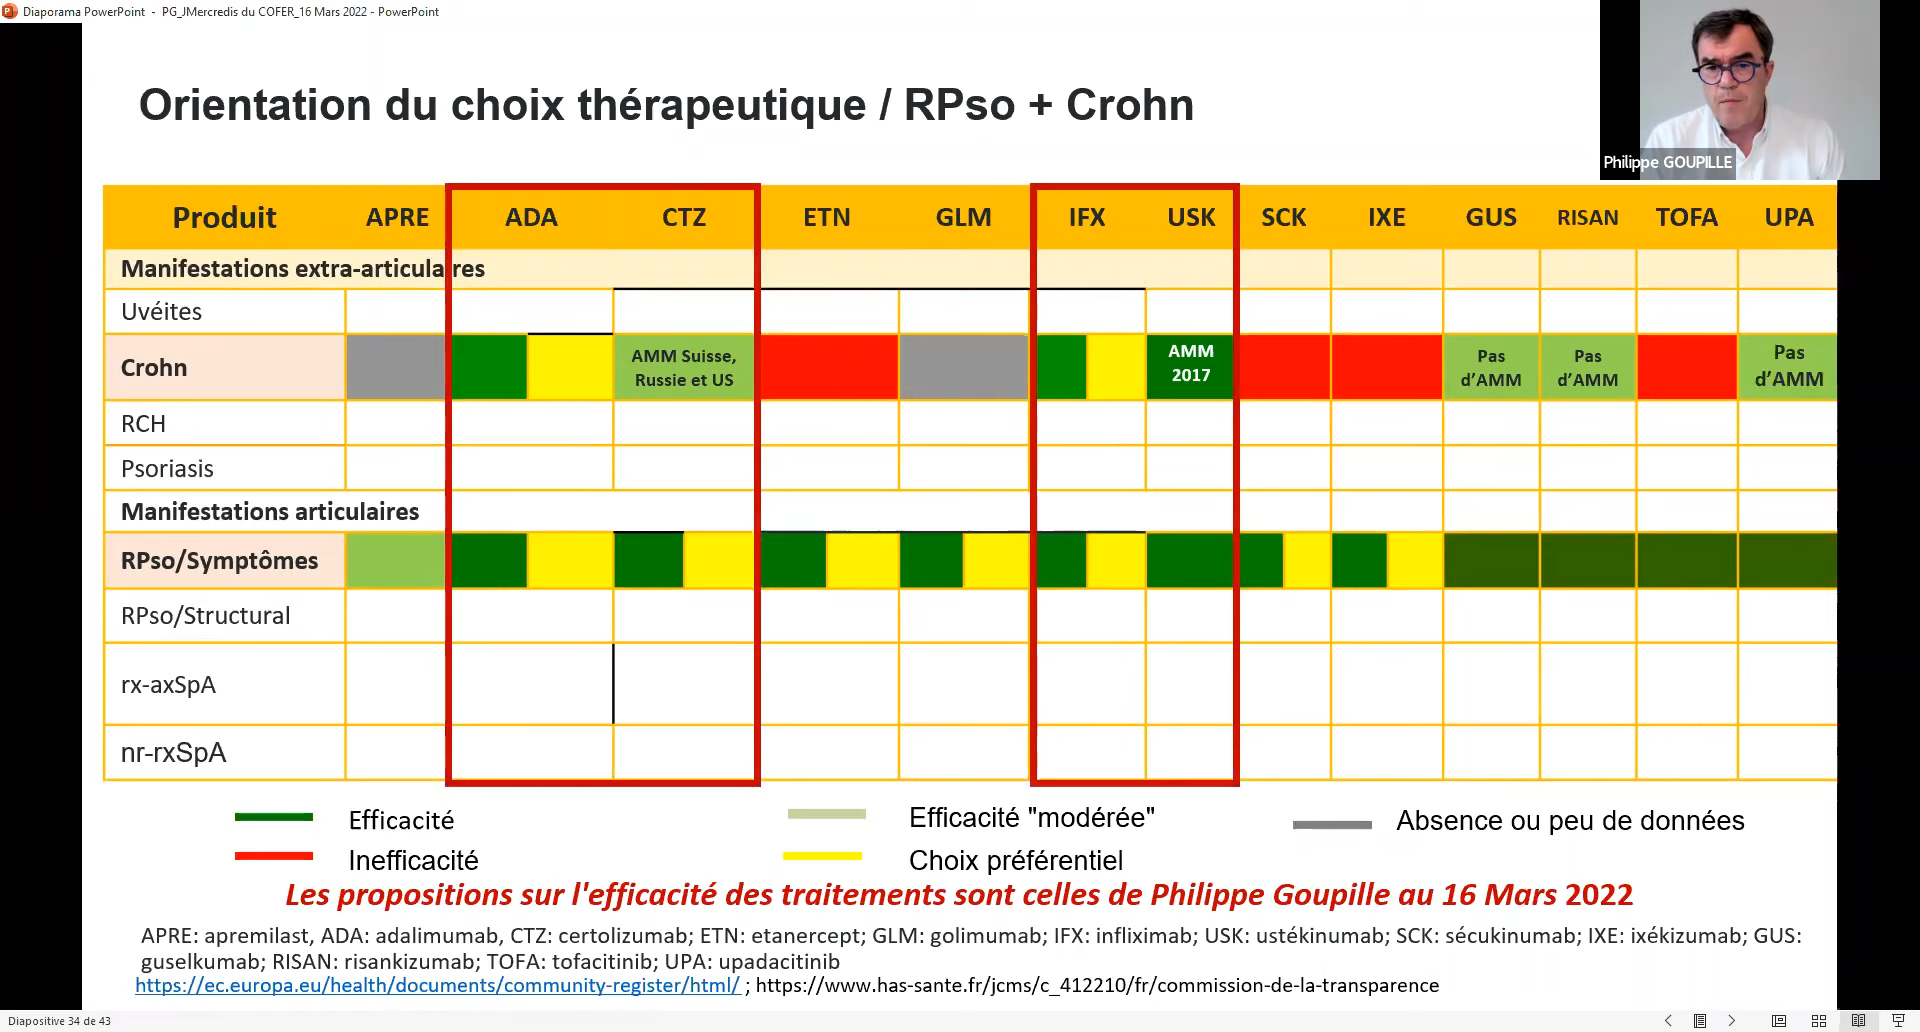 Diaporama PowerPoint - PG_JMercredis du COFER_16 Mars 2022 - PowerPoint
Philippe GOUPILLE
Orientation du choix thérapeutique / RPso + Crohn
Produit APRE ADA CTZ ETN GLM IFX USK SCK IXE GUS RISAN TOFA UPA
Manifestations extra-articulaires
Uvéites
Crohn
AMM Suisse,
Russie et US
AMM
2017
Pas
d’AMM
Pas
d’AMM
Pas
d’AMM
RCH
Psoriasis
Manifestations articulaires
RPso/Symptômes
RPso/Structural
rx-axSpA
nr-rxSpA
Efficacité
Efficacité "modérée"
Absence ou peu de données
Inefficacité
Choix préférentiel
Les propositions sur l'efficacité des traitements sont celles de Philippe Goupille au 16 Mars 2022
APRE: apremilast, ADA: adalimumab, CTZ: certolizumab; ETN: etanercept; GLM: golimumab; IFX: infliximab; USK: ustékinumab; SCK: sécukinumab; IXE: ixékizumab; GUS:
guselkumab; RISAN: risankizumab; TOFA: tofacitinib; UPA: upadacitinib
https://ec.europa.eu/health/documents/community-register/html/ ; https://www.has-sante.fr/jcms/c_412210/fr/commission-de-la-transparence
Diapositive 34 de 43